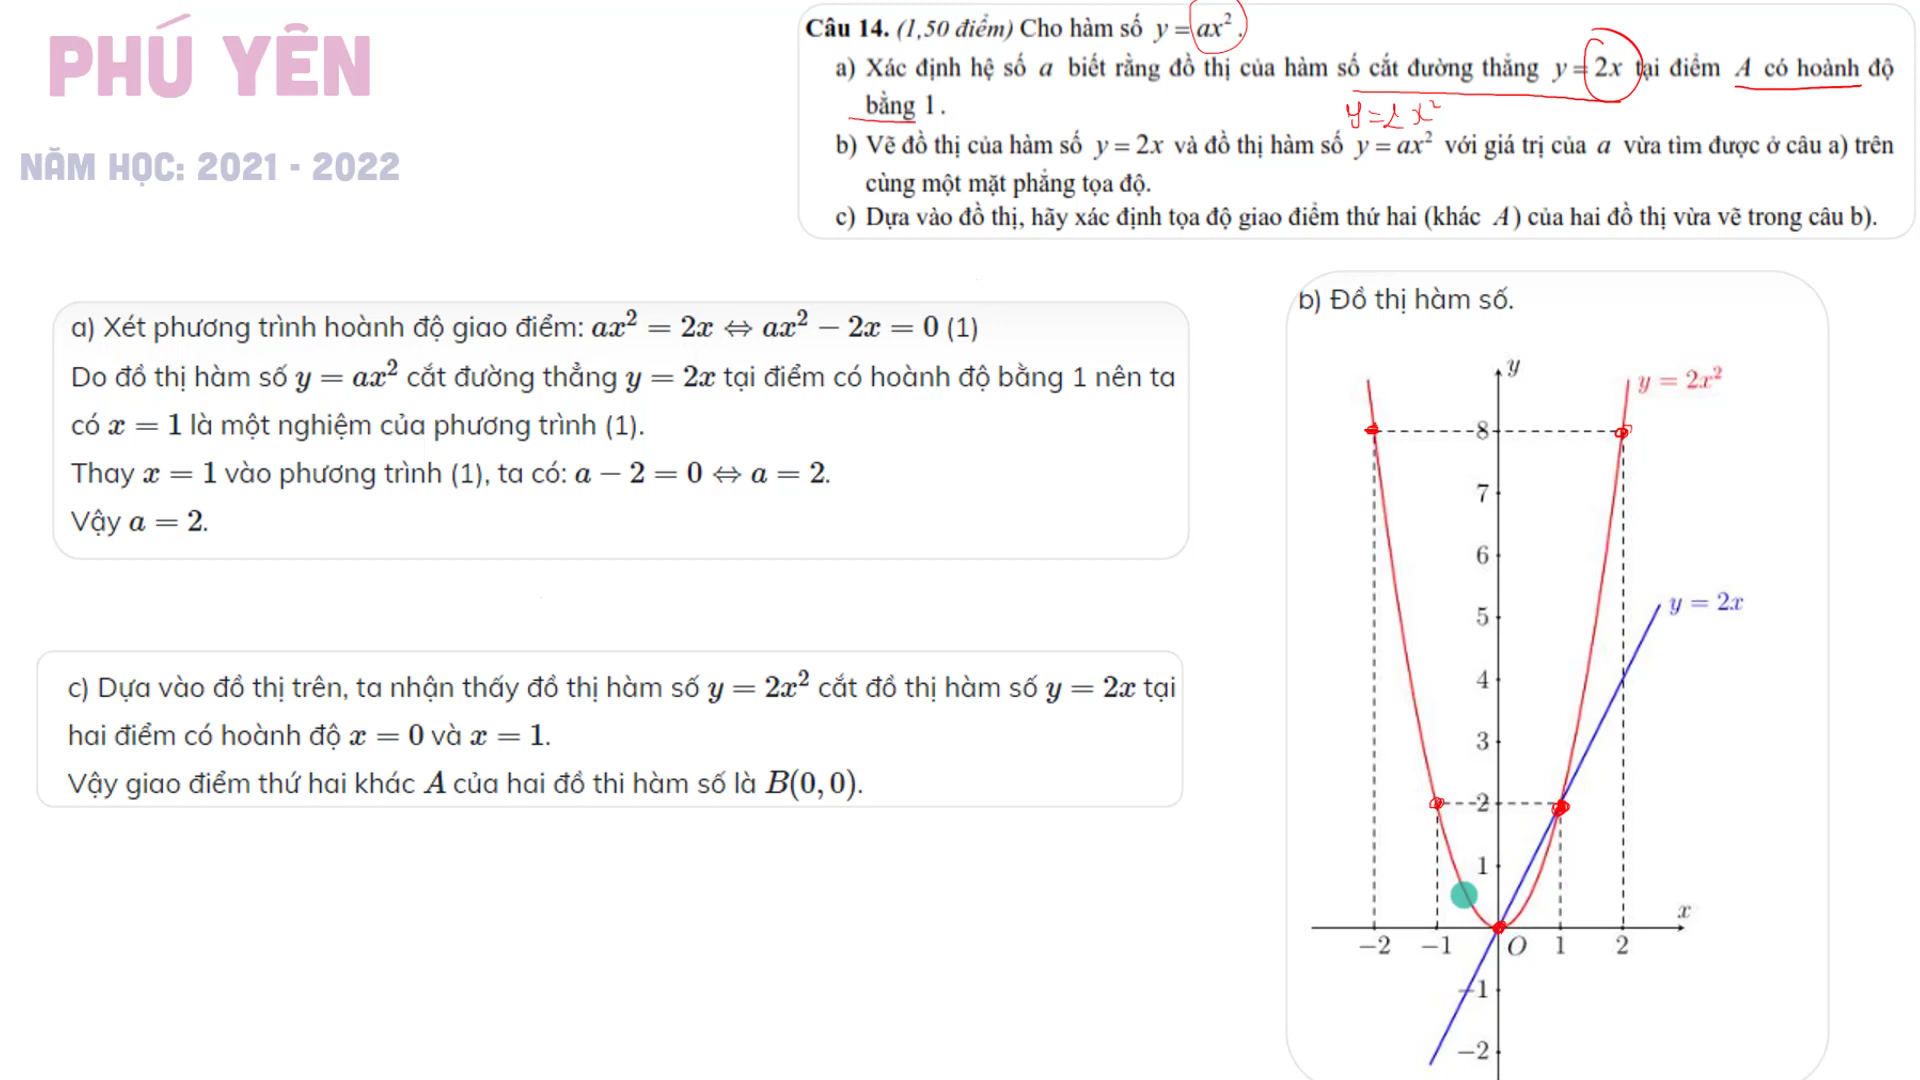 PHÚ YÊN
NĂM HỌC: 2021 - 2022
Câu 14. (1,50 điểm) Cho hàm số y = ax².
a) Xác định hệ số a biết rằng đồ thị của hàm số cắt đường thẳng y = 2x tại điểm A có hoành độ
bằng 1.
y=2x²
b) Vẽ đồ thị của hàm số y = 2x và đồ thị hàm số y = ax² với giá trị của a vừa tìm được ở câu a) trên
cùng một mặt phẳng tọa độ.
c) Dựa vào đồ thị, hãy xác định tọa độ giao điểm thứ hai (khác A) của hai đồ thị vừa vẽ trong câu b).
a) Xét phương trình hoành độ giao điểm: ax² = 2x ⇔ ax² − 2x = 0 (1)
Do đồ thị hàm số y = ax² cắt đường thẳng y = 2x tại điểm có hoành độ bằng 1 nên ta
có x = 1 là một nghiệm của phương trình (1).
Thay x = 1 vào phương trình (1), ta có: a − 2 = 0 ⇔ a = 2.
Vậy a = 2.
c) Dựa vào đồ thị trên, ta nhận thấy đồ thị hàm số y = 2x² cắt đồ thị hàm số y = 2x tại
hai điểm có hoành độ x = 0 và x = 1.
Vậy giao điểm thứ hai khác A của hai đồ thi hàm số là B(0, 0).
b) Đồ thị hàm số.
y
y = 2x²
8
7
6
y = 2x
5
4
3
2
1
x
−2 −1 O 1 2
−1
−2